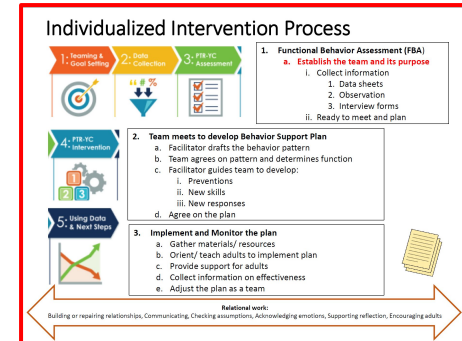 Individualized Intervention Process
1: Teaming &
Goal Setting
2: Data
Collection
3: PTR-YC
Assessment
1. Functional Behavior Assessment (FBA)
a. Establish the team and its purpose
i. Collect information
1. Data sheets
2. Observation
3. Interview forms
ii. Ready to meet and plan
" # %
4: PTR-YC
Intervention
1 2 3
2. Team meets to develop Behavior Support Plan
a. Facilitator drafts the behavior pattern
b. Team agrees on pattern and determines function
c. Facilitator guides team to develop:
i. Preventions
ii. New skills
iii. New responses
d. Agree on the plan
5: Using Data
& Next Steps
3. Implement and Monitor the plan
a. Gather materials/ resources
b. Orient/ teach adults to implement plan
c. Provide support for adults
d. Collect information on effectiveness
e. Adjust the plan as a team
Relational work:
Building or repairing relationships, Communicating, Checking assumptions, Acknowledging emotions, Supporting reflection, Encouraging adults